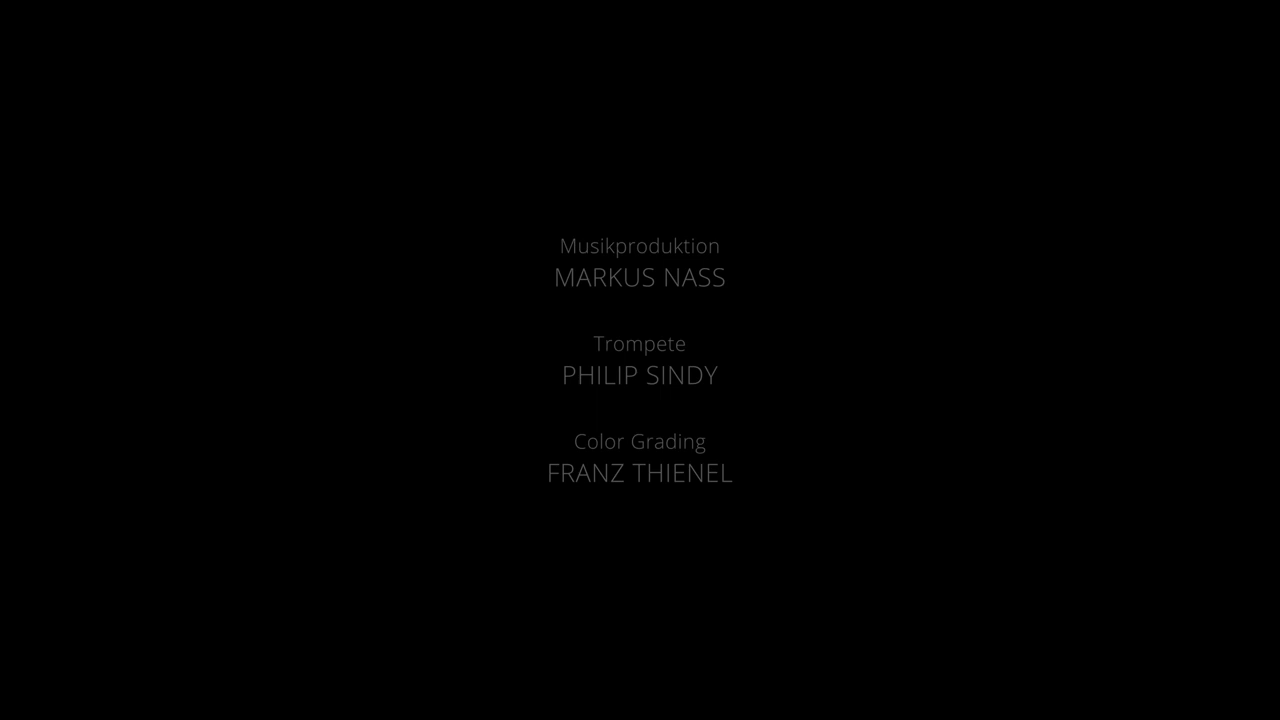 Musikproduktion
MARKUS NASS
Trompete
PHILIP SINDY
Color Grading
FRANZ THIENEL